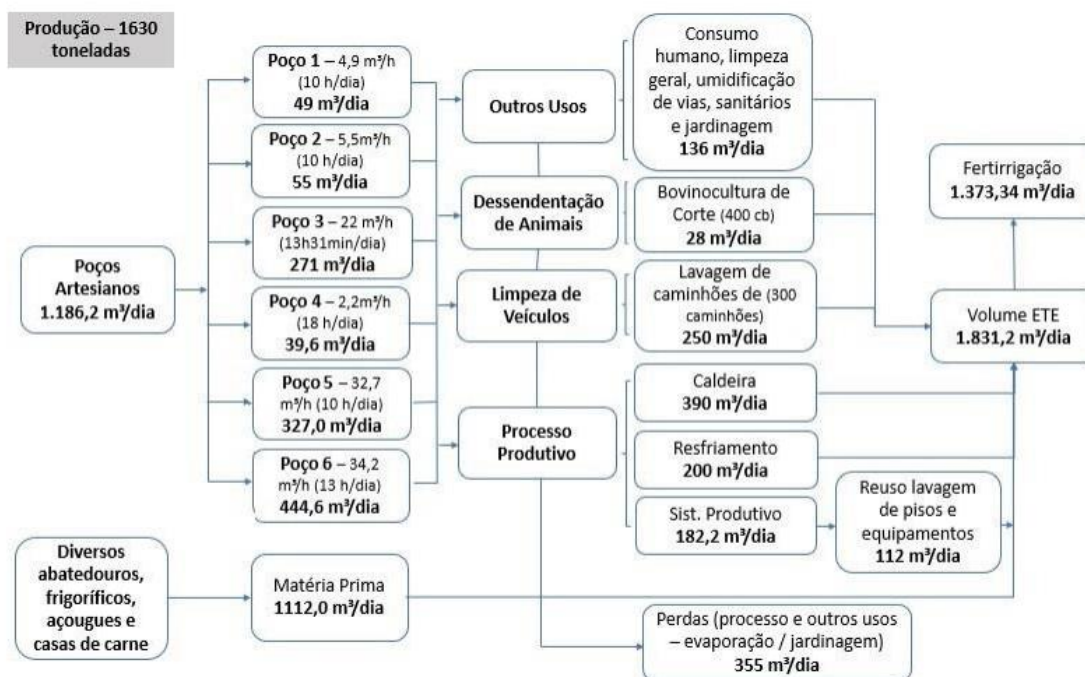 Produção – 1630
toneladas
Poços
Artesianos
1.186,2 m³/dia
Diversos
abatedouros,
frigoríficos,
açougues e
casas de carne
Poço 1 – 4,9 m³/h
(10 h/dia)
49 m³/dia
Poço 2 – 5,5m³/h
(10 h/dia)
55 m³/dia
Poço 3 – 22 m³/h
(13h31min/dia)
271 m³/dia
Poço 4 – 2,2m³/h
(18 h/dia)
39,6 m³/dia
Poço 5 – 32,7
m³/h (10 h/dia)
327,0 m³/dia
Poço 6 – 34,2
m³/h (13 h/dia)
444,6 m³/dia
Matéria Prima
1112,0 m³/dia
Outros Usos
Dessendentação
de Animais
Limpeza de
Veículos
Processo
Produtivo
Consumo
humano, limpeza
geral, umidificação
de vias, sanitários
e jardinagem
136 m³/dia
Bovinocultura de
Corte (400 cb)
28 m³/dia
Lavagem de
caminhões de (300
caminhões)
250 m³/dia
Caldeira
390 m³/dia
Resfriamento
200 m³/dia
Sist. Produtivo
182,2 m³/dia
Reuso lavagem
de pisos e
equipamentos
112 m³/dia
Perdas (processo e outros usos
– evaporação / jardinagem)
355 m³/dia
Fertirrigação
1.373,34 m³/dia
Volume ETE
1.831,2 m³/dia